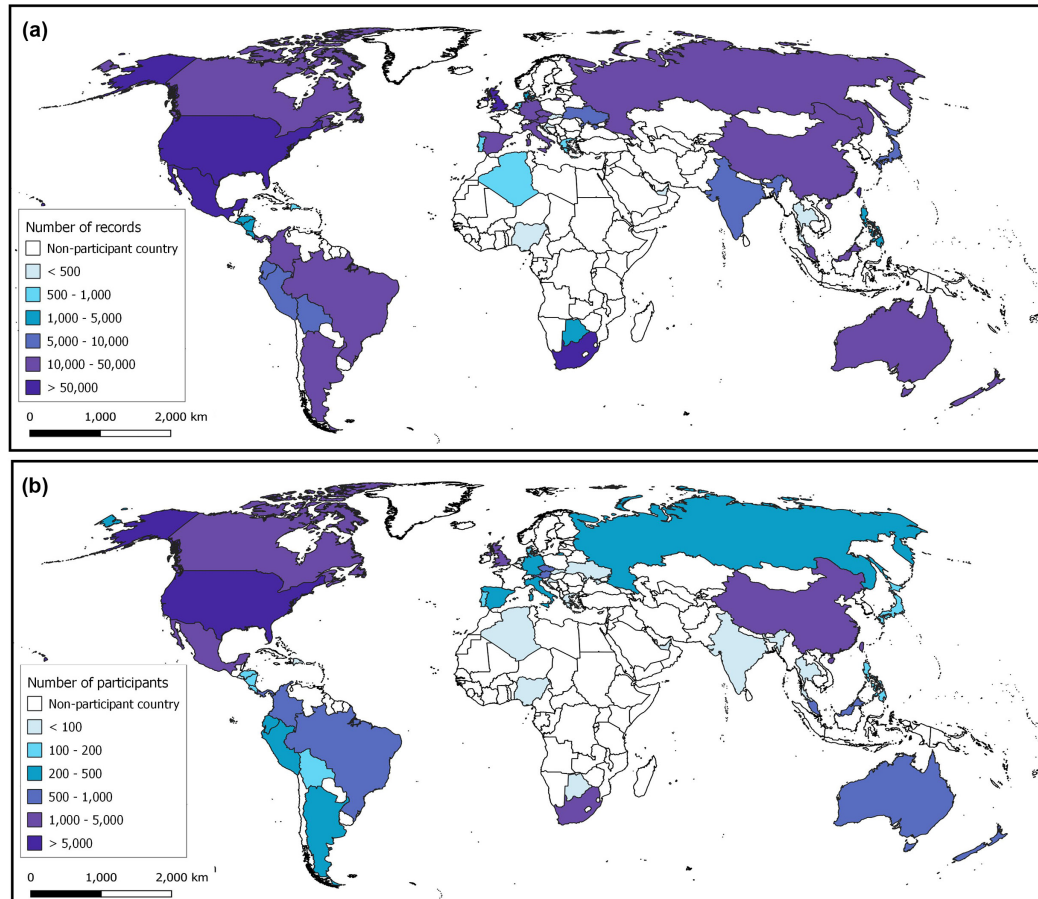 (a)
Number of records
Non-participant country
< 500
500 - 1,000
1,000 - 5,000
5,000 - 10,000
10,000 - 50,000
> 50,000
0 1,000 2,000 km
(b)
Number of participants
Non-participant country
< 100
100 - 200
200 - 500
500 - 1,000
1,000 - 5,000
> 5,000
0 1,000 2,000 km